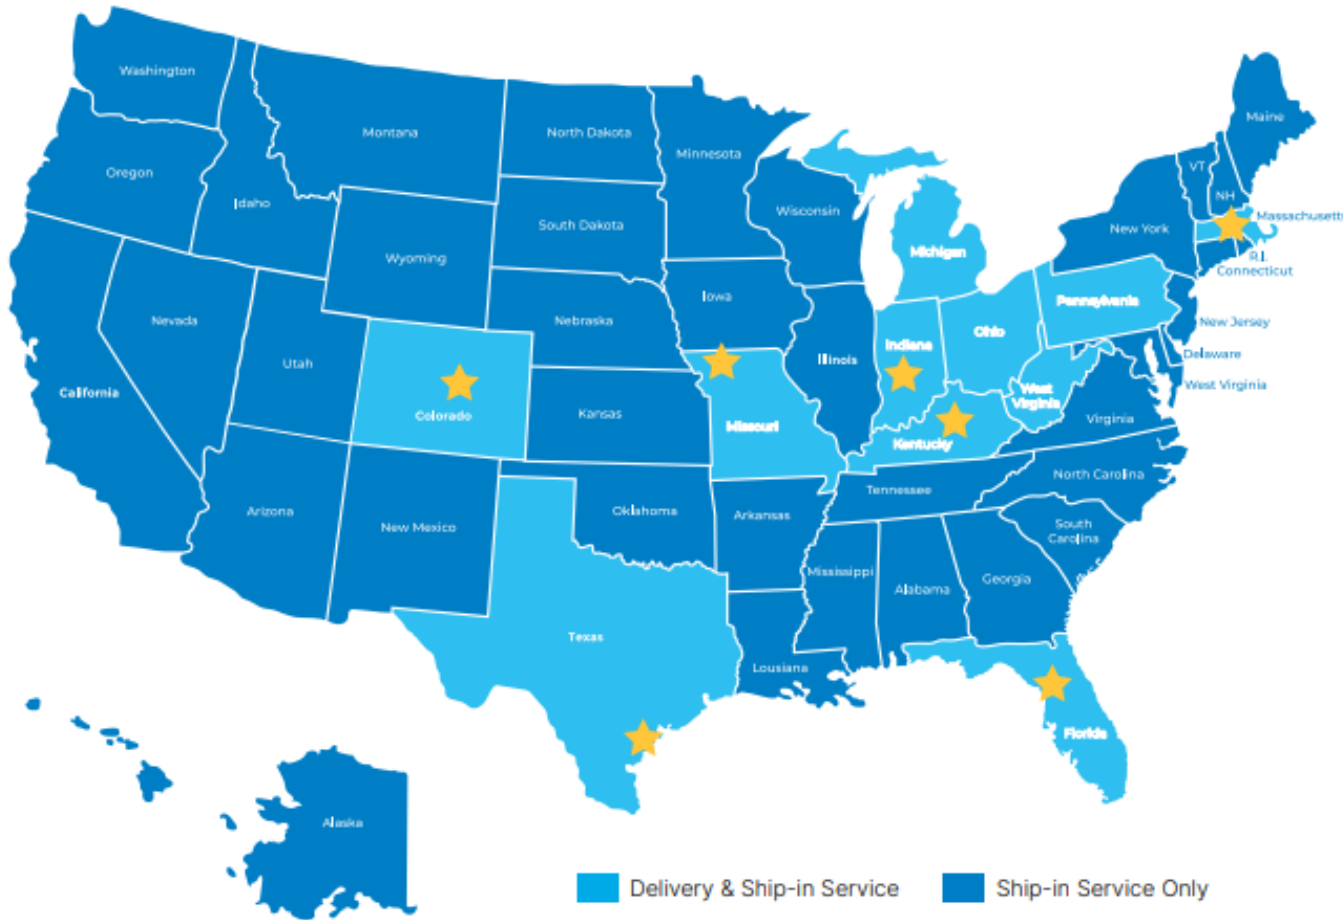 Washington
Montana
North Dakota
Minnesota
Maine
VT
NH
Oregon
Idaho
South Dakota
Wisconsin
Massachusetts
New York
Wyoming
Michigan
R.I.
Connecticut
Iowa
Pennsylvania
Nevada
Nebraska
New Jersey
Ohio
Indiana
Utah
Illinois
Delaware
California
Colorado
Kansas
West
Virginia
West Virginia
Missouri
Kentucky
Virginia
Arizona
New Mexico
Oklahoma
Arkansas
Tennessee
North Carolina
South
Carolina
Mississippi
Alabama
Georgia
Texas
Lousiana
Florida
Alaska
Delivery & Ship-in Service
Ship-in Service Only